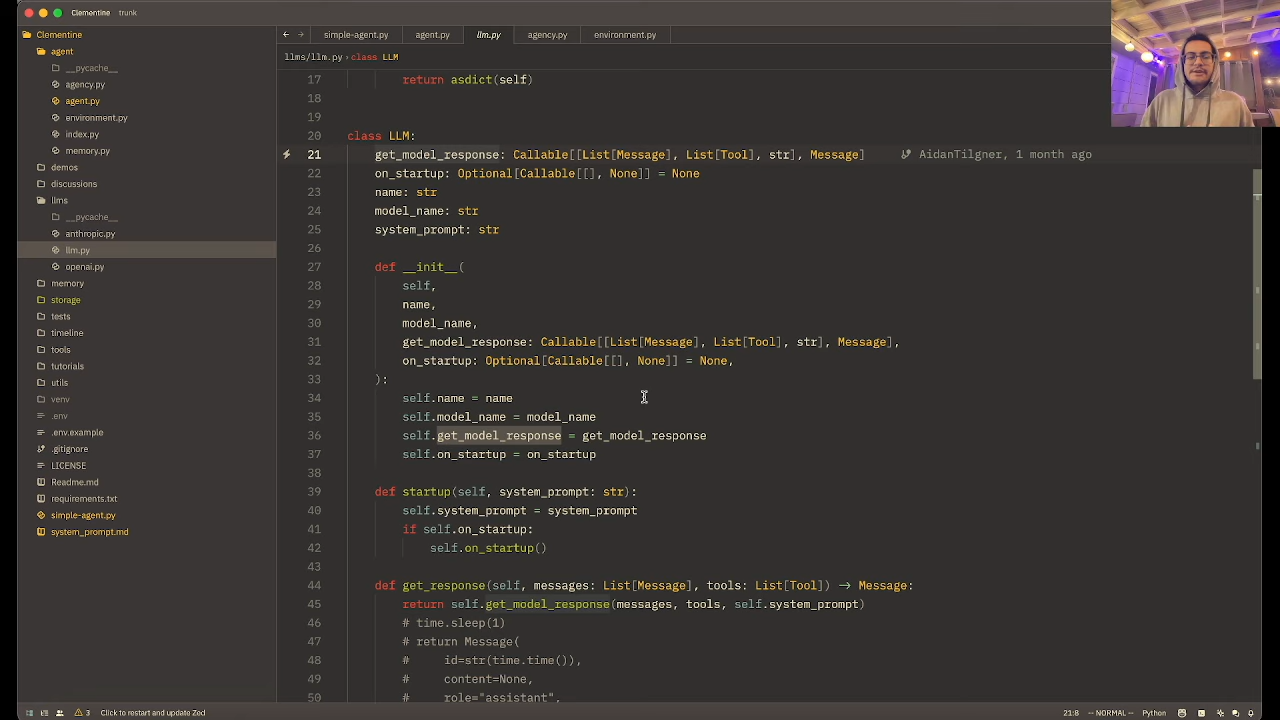 Clementine trunk
Clementine
agent
__pycache__
agency.py
agent.py
environment.py
index.py
memory.py
demos
discussions
llms
__pycache__
anthropic.py
llm.py
openai.py
memory
storage
tests
timeline
tools
tutorials
utils
venv
.env
.env.example
.gitignore
LICENSE
Readme.md
requirements.txt
simple-agent.py
system_prompt.md
simple-agent.py agent.py llm.py agency.py environment.py
llms/llm.py › class LLM
17 return asdict(self)
18
19
20 class LLM:
21 get_model_response: Callable[[List[Message], List[Tool], str], Message] AidanTilgner, 1 month ago
22 on_startup: Optional[Callable[[], None]] = None
23 name: str
24 model_name: str
25 system_prompt: str
26
27 def __init__(
28 self,
29 name,
30 model_name,
31 get_model_response: Callable[[List[Message], List[Tool], str], Message],
32 on_startup: Optional[Callable[[], None]] = None,
33 ):
34 self.name = name
35 self.model_name = model_name
36 self.get_model_response = get_model_response
37 self.on_startup = on_startup
38
39 def startup(self, system_prompt: str):
40 self.system_prompt = system_prompt
41 if self.on_startup:
42 self.on_startup()
43
44 def get_response(self, messages: List[Message], tools: List[Tool]) → Message:
45 return self.get_model_response(messages, tools, self.system_prompt)
46 # time.sleep(1)
47 # return Message(
48 # id=str(time.time()),
49 # content=None,
50 # role="assistant",
3 Click to restart and update Zed 21:8 -- NORMAL -- Python